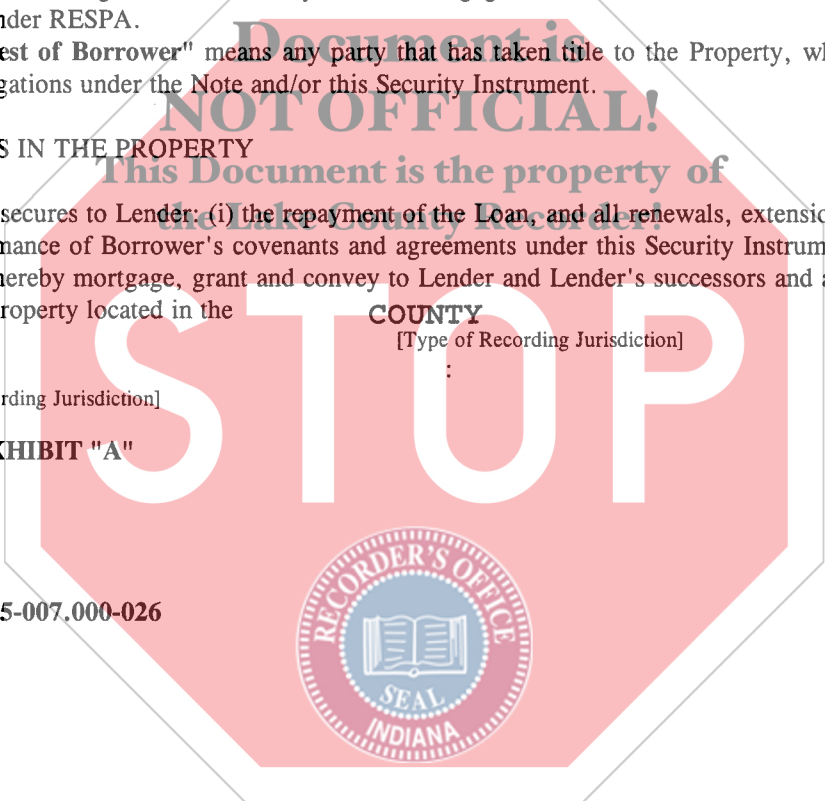 nder RESPA.
Document is
est of Borrower" means any party that has taken title to the Property, wh
gations under the Note and/or this Security Instrument.
NOT OFFICIAL!
S IN THE PROPERTY
This Document is the property of
secures to Lender: (i) the repayment of the Loan, and all renewals, extensio
the Lake County Recorder!
mance of Borrower's covenants and agreements under this Security Instrum
hereby mortgage, grant and convey to Lender and Lender's successors and a
roperty located in the COUNTY
[Type of Recording Jurisdiction]
:
STOP
rding Jurisdiction]
XHIBIT "A"
RECORDER'S OFFICE
5-007.000-026
SEAL
INDIANA